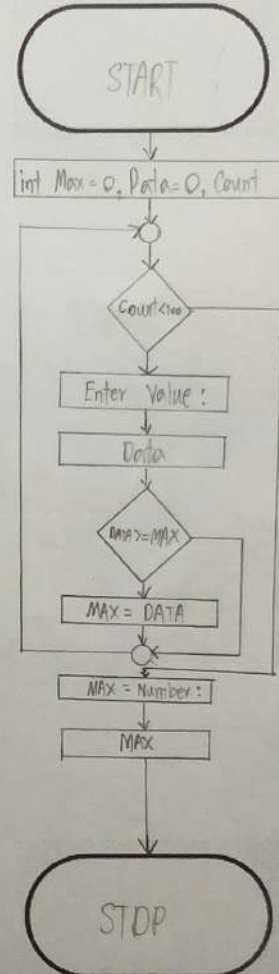 START
int Max = 0, Data = 0, Count
Count<100
Enter Value :
Data
DATA >= MAX
MAX = DATA
MAX = Number :
MAX
STOP